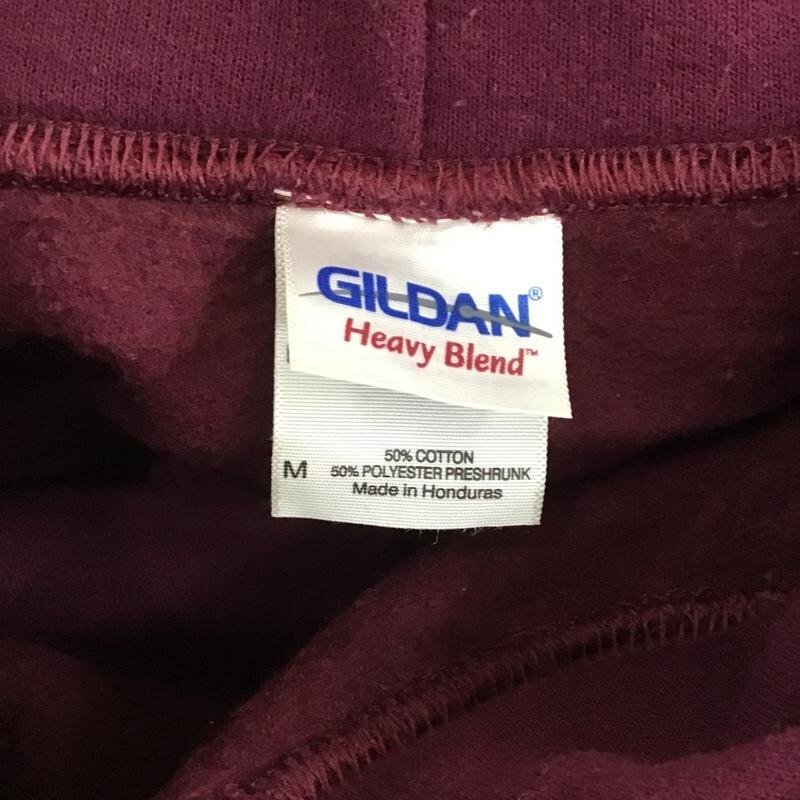 GILDAN®
Heavy Blend™
50% COTTON
M 50% POLYESTER PRESHRUNK
Made in Honduras